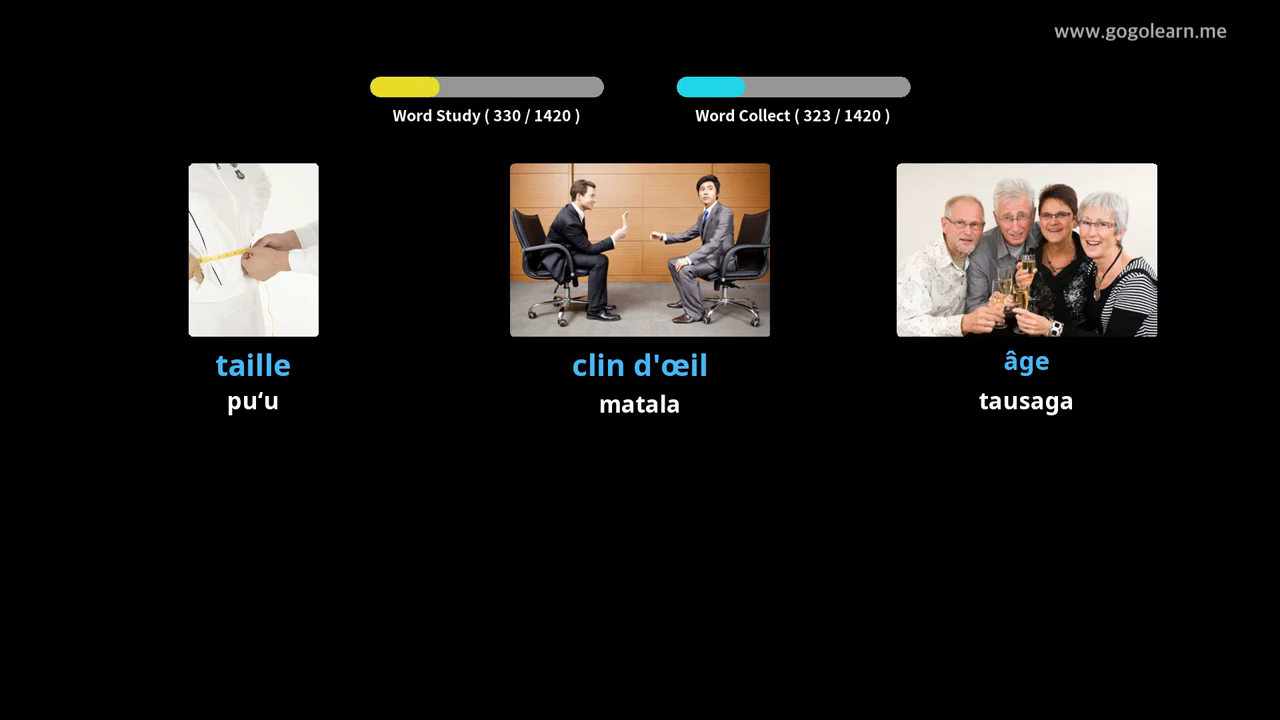 www.gogolearn.me
Word Study ( 330 / 1420 )
Word Collect ( 323 / 1420 )
taille
puʻu
clin d'œil
matala
âge
tausaga